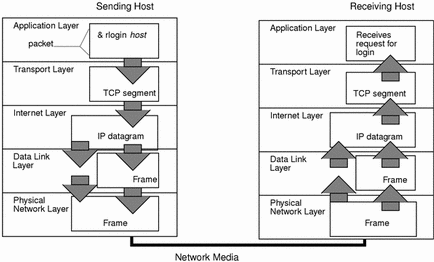 Sending Host
Application Layer
packet
& rlogin host
Transport Layer
TCP segment
Internet Layer
IP datagram
Data Link
Layer
Frame
Physical
Network Layer
Frame
Receiving Host
Application Layer
Receives
request for
login
Transport Layer
TCP segment
Internet Layer
IP datagram
Data Link
Layer
Frame
Physical
Network Layer
Frame
Network Media